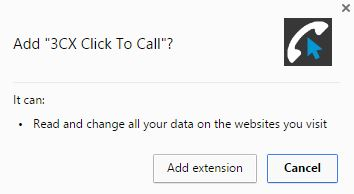 Add "3CX Click To Call"?
It can:
• Read and change all your data on the websites you visit
Add extension Cancel